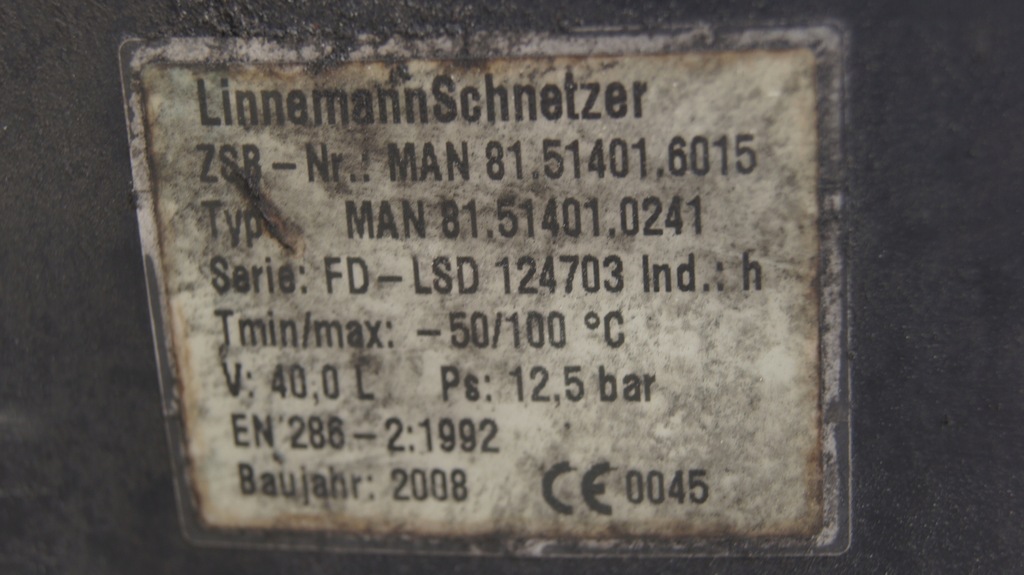 LinnemannSchnetzer
ZSB-Nr.: MAN 81.51401.6015
Typ: MAN 81.51401.0241
Serie: FD-LSD 124703 Ind.: h
Tmin/max: -50/100 °C
V: 40,0 L Ps: 12,5 bar
EN 286-2:1992
Baujahr: 2008 CE 0045